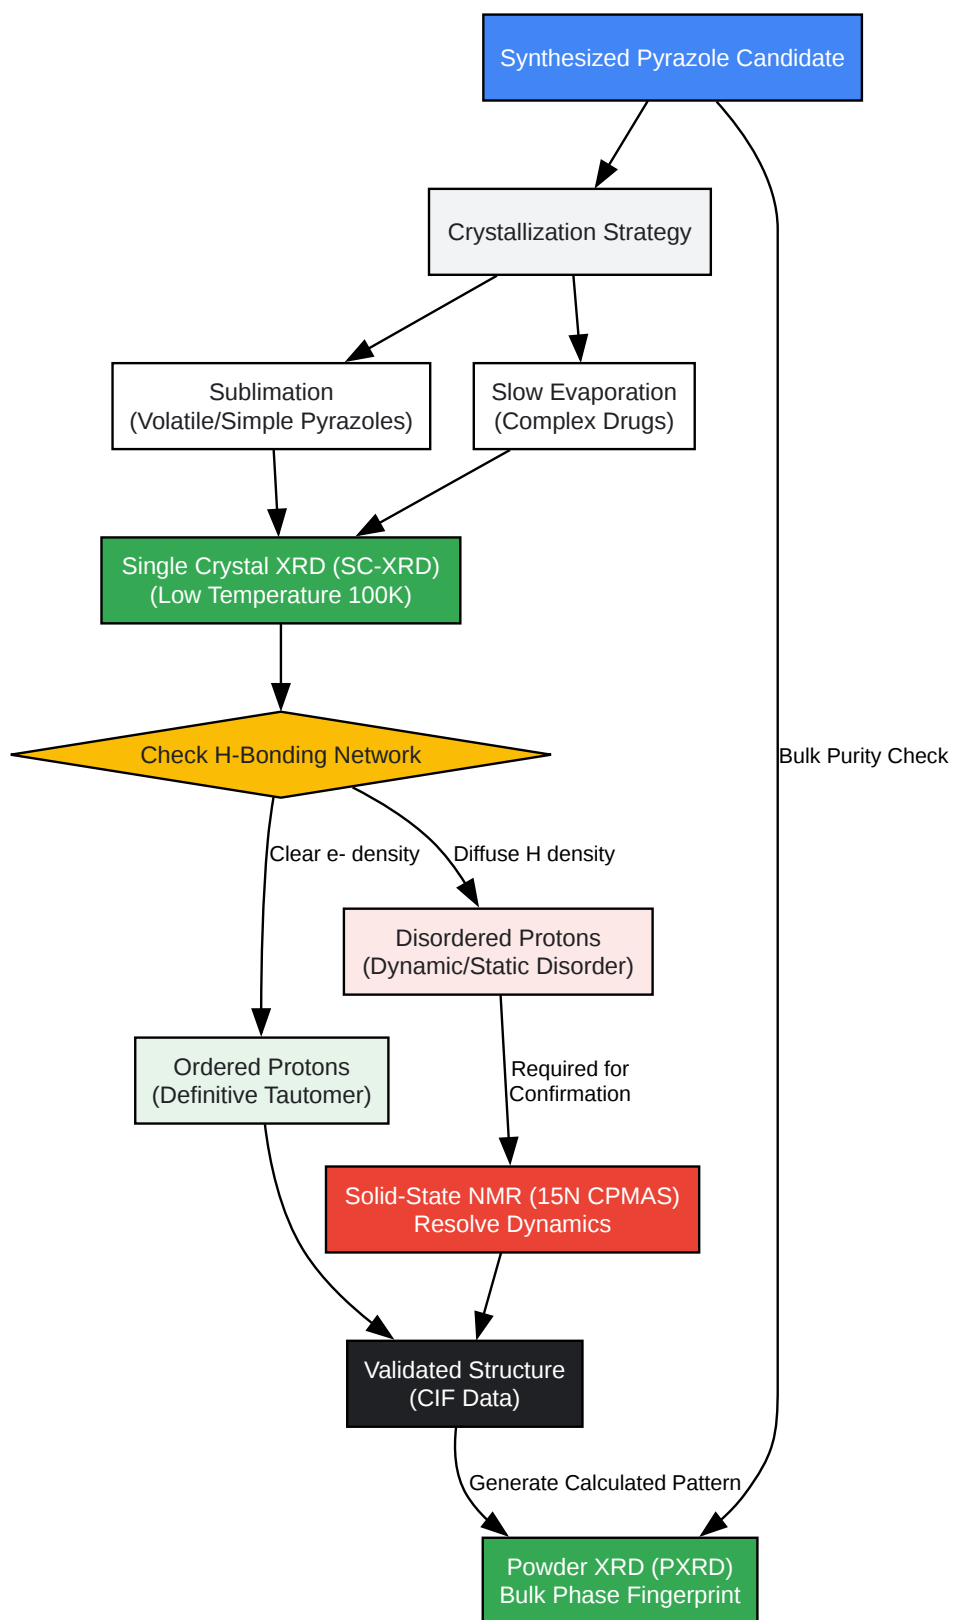 Synthesized Pyrazole Candidate
Crystallization Strategy
Sublimation
(Volatile/Simple Pyrazoles)
Slow Evaporation
(Complex Drugs)
Single Crystal XRD (SC-XRD)
(Low Temperature 100K)
Check H-Bonding Network
Bulk Purity Check
Clear e- density
Diffuse H density
Disordered Protons
(Dynamic/Static Disorder)
Ordered Protons
(Definitive Tautomer)
Required for
Confirmation
Solid-State NMR (15N CPMAS)
Resolve Dynamics
Validated Structure
(CIF Data)
Generate Calculated Pattern
Powder XRD (PXRD)
Bulk Phase Fingerprint